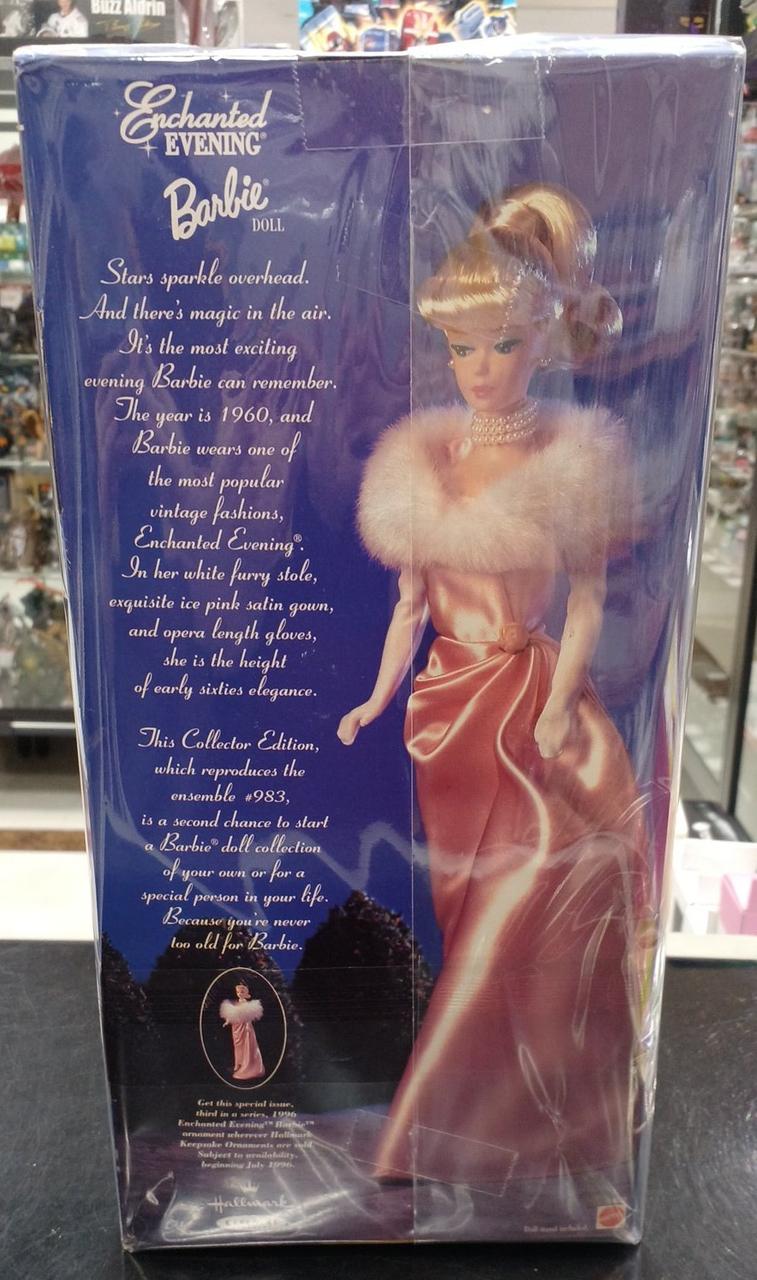 Buzz Aldrin
Enchanted
EVENING®
Barbie®
DOLL
Stars sparkle overhead.
And there's magic in the air.
It's the most exciting
evening Barbie can remember.
The year is 1960, and
Barbie wears one of
the most popular
vintage fashions,
Enchanted Evening®.
In her white furry stole,
exquisite ice pink satin gown,
and opera length gloves,
she is the height
of early sixties elegance.
This Collector Edition,
which reproduces the
ensemble #983,
is a second chance to start
a Barbie® doll collection
of your own or for a
special person in your life.
Because you're never
too old for Barbie.
Get this special issue,
third in a series, 1996
Enchanted Evening™ Barbie™
ornament wherever Hallmark
Keepsake Ornaments are sold.
Subject to availability,
beginning July 1996.
Hallmark
Doll stand included.